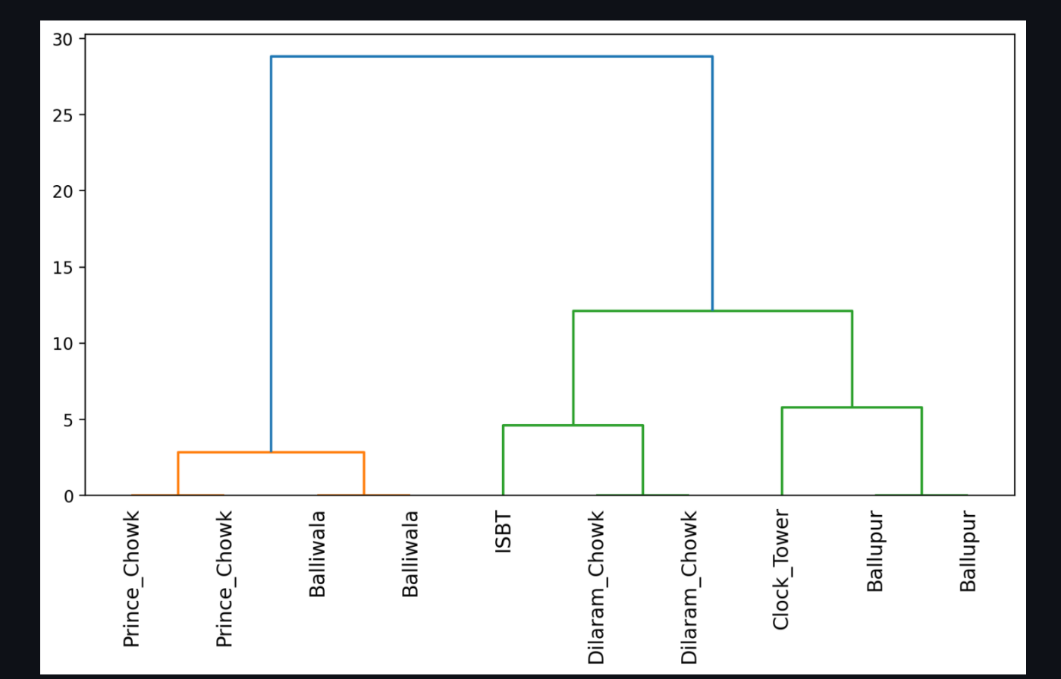 30
25
20
15
10
5
0
Prince_Chowk
Prince_Chowk
Balliwala
Balliwala
ISBT
Dilaram_Chowk
Dilaram_Chowk
Clock_Tower
Ballupur
Ballupur